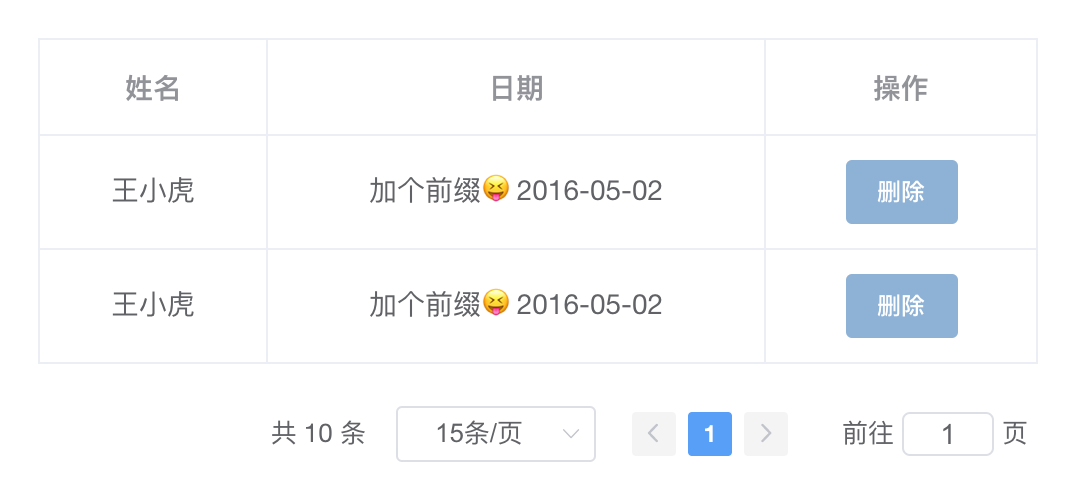 姓名 日期 操作
王小虎 加个前缀😝 2016-05-02 删除
王小虎 加个前缀😝 2016-05-02 删除
共 10 条 15条/页 1 前往 1 页